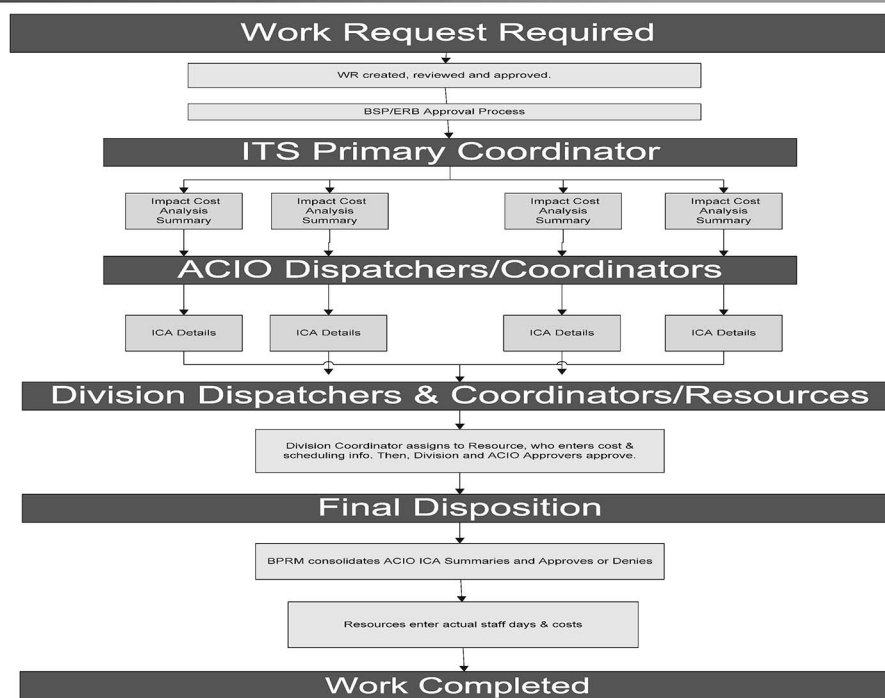 Work Request Required
WR created, reviewed and approved.
BSP/ERB Approval Process
ITS Primary Coordinator
Impact Cost
Analysis
Summary
Impact Cost
Analysis
Summary
Impact Cost
Analysis
Summary
Impact Cost
Analysis
Summary
ACIO Dispatchers/Coordinators
ICA Details
ICA Details
ICA Details
ICA Details
Division Dispatchers & Coordinators/Resources
Division Coordinator assigns to Resource, who enters cost &
scheduling info. Then, Division and ACIO Approvers approve.
Final Disposition
BPRM consolidates ACIO ICA Summaries and Approves or Denies
Resources enter actual staff days & costs
Work Completed